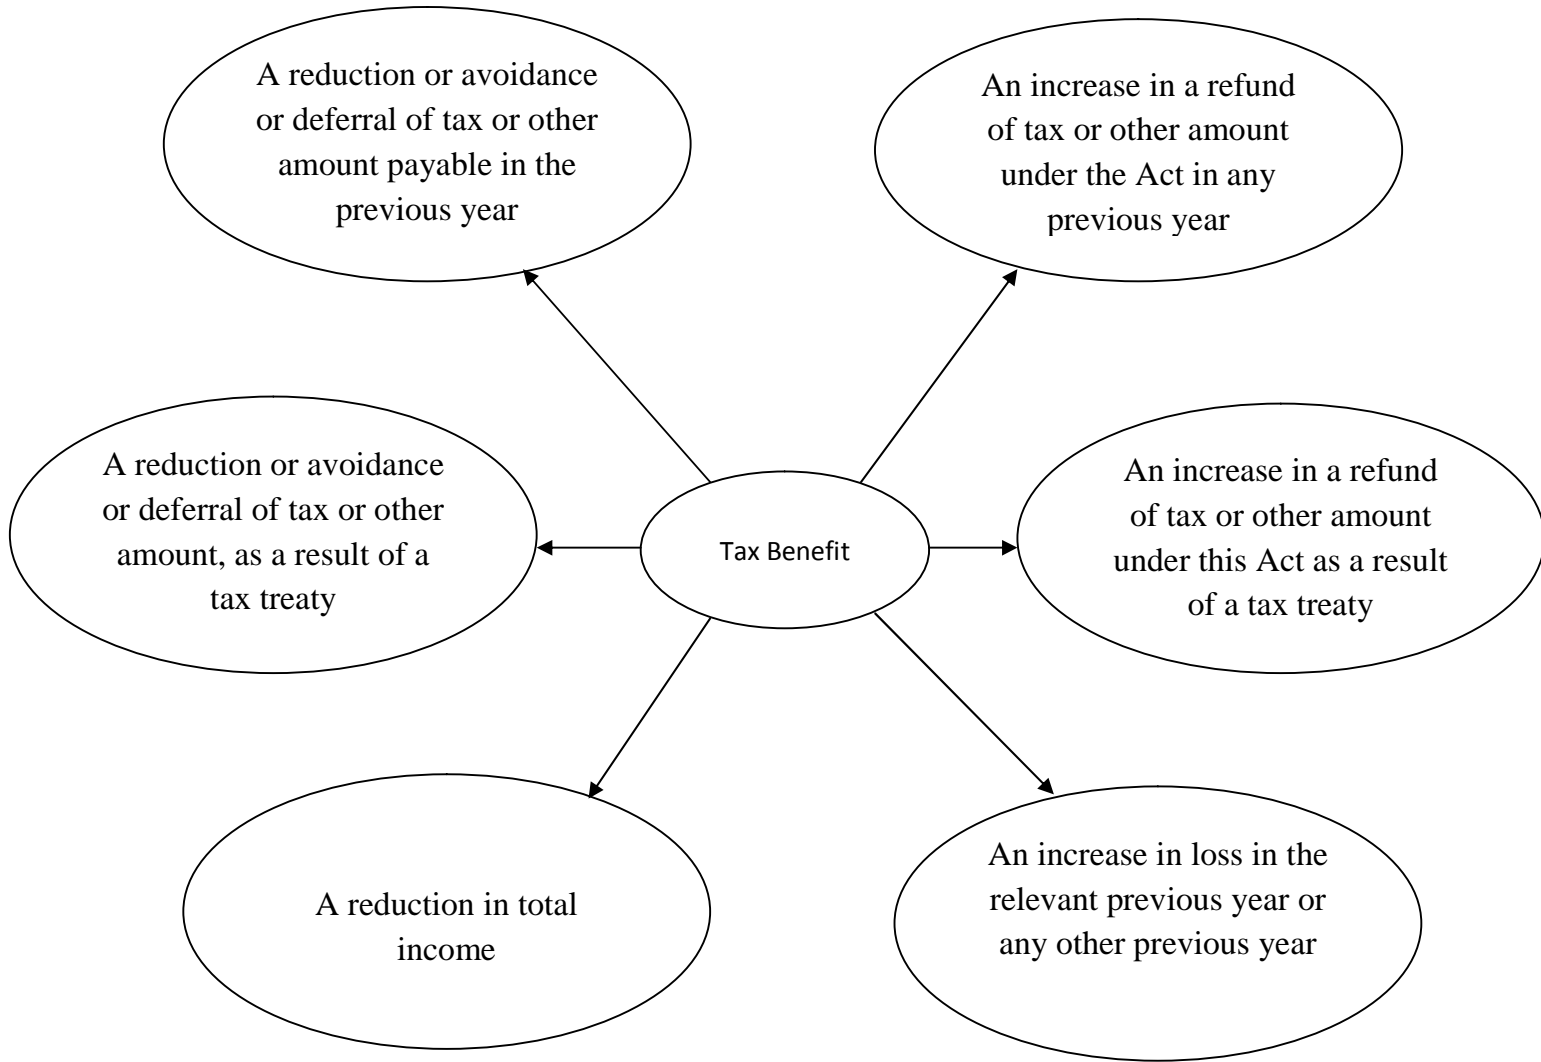 A reduction or avoidance
or deferral of tax or other
amount payable in the
previous year
An increase in a refund
of tax or other amount
under the Act in any
previous year
A reduction or avoidance
or deferral of tax or other
amount, as a result of a
tax treaty
Tax Benefit
An increase in a refund
of tax or other amount
under this Act as a result
of a tax treaty
A reduction in total
income
An increase in loss in the
relevant previous year or
any other previous year